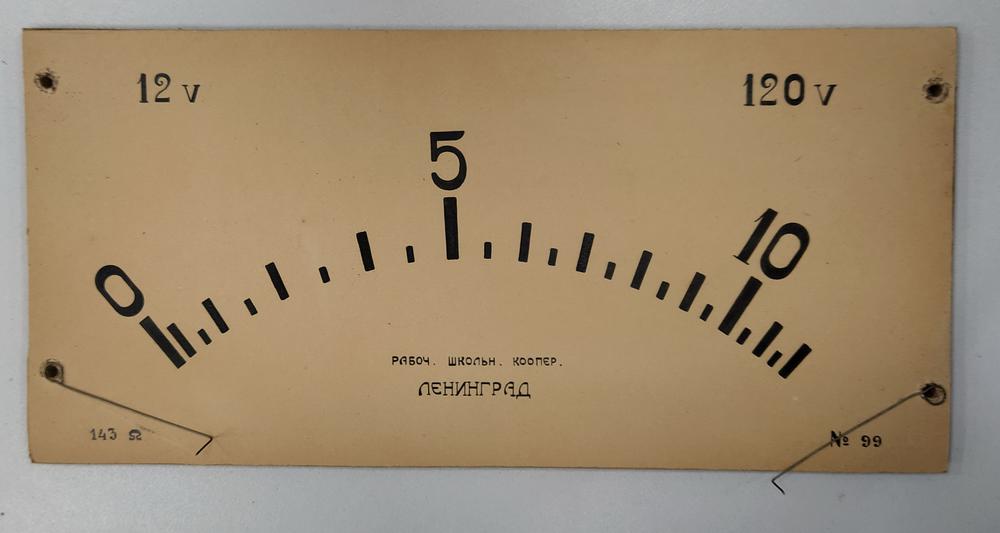 12 v
120 v
0
5
10
РАБОЧ. ШКОЛЬН. КООПЕР.
ЛЕНИНГРАД
143 Ω
№ 99